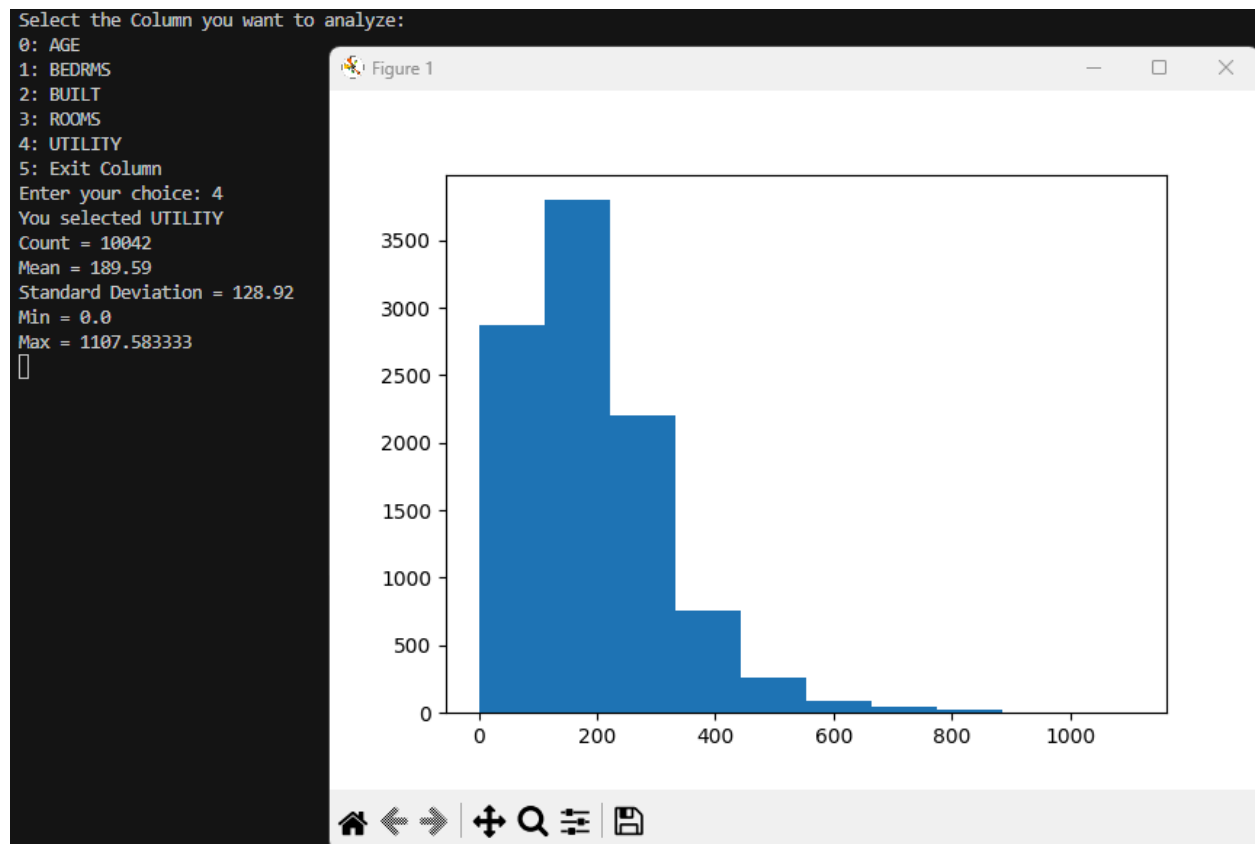 Select the Column you want to analyze:
0: AGE
1: BEDRMS
2: BUILT
3: ROOMS
4: UTILITY
5: Exit Column
Enter your choice: 4
You selected UTILITY
Count = 10042
Mean = 189.59
Standard Deviation = 128.92
Min = 0.0
Max = 1107.583333
Figure 1
3500
3000
2500
2000
1500
1000
500
0
0 200 400 600 800 1000